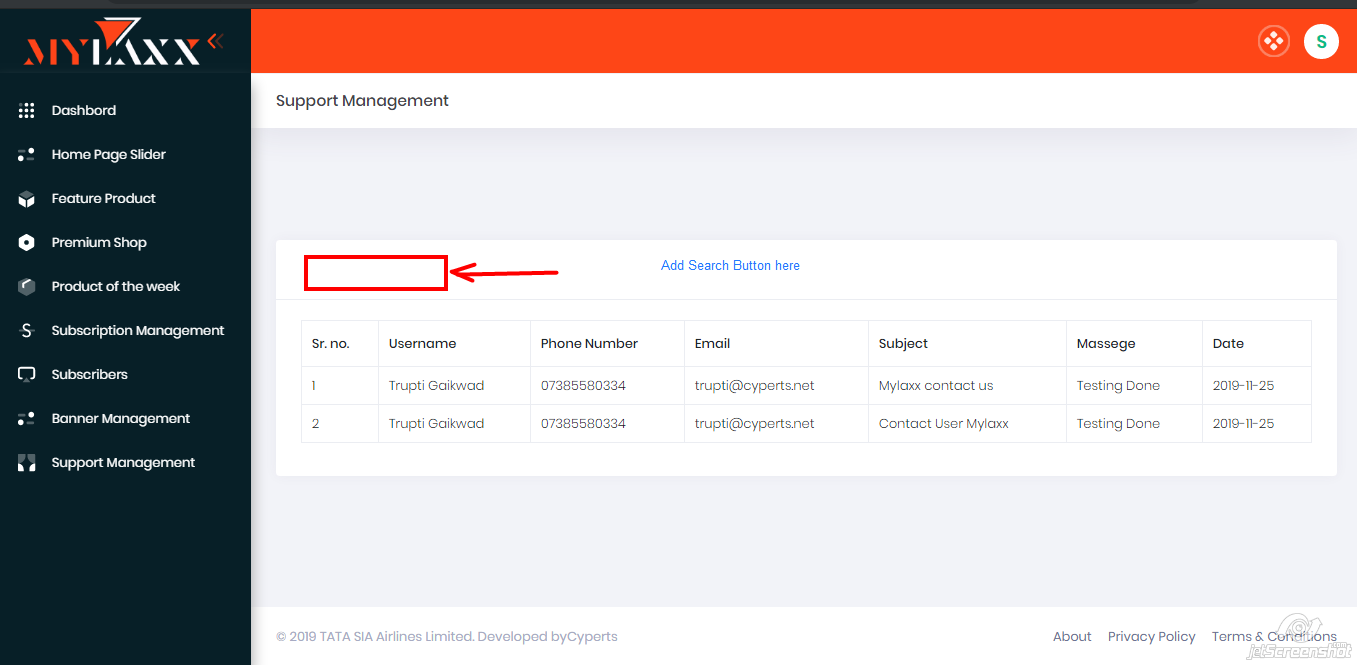 MYLAXX
S
Support Management
Dashbord
Home Page Slider
Feature Product
Premium Shop
Product of the week
Subscription Management
Subscribers
Banner Management
Support Management
Add Search Button here
Sr. no. Username Phone Number Email Subject Massege Date
1 Trupti Gaikwad 07385580334 trupti@cyperts.net Mylaxx contact us Testing Done 2019-11-25
2 Trupti Gaikwad 07385580334 trupti@cyperts.net Contact User Mylaxx Testing Done 2019-11-25
© 2019 TATA SIA Airlines Limited. Developed byCyperts
About Privacy Policy Terms & Conditions
jetScreenshot.com